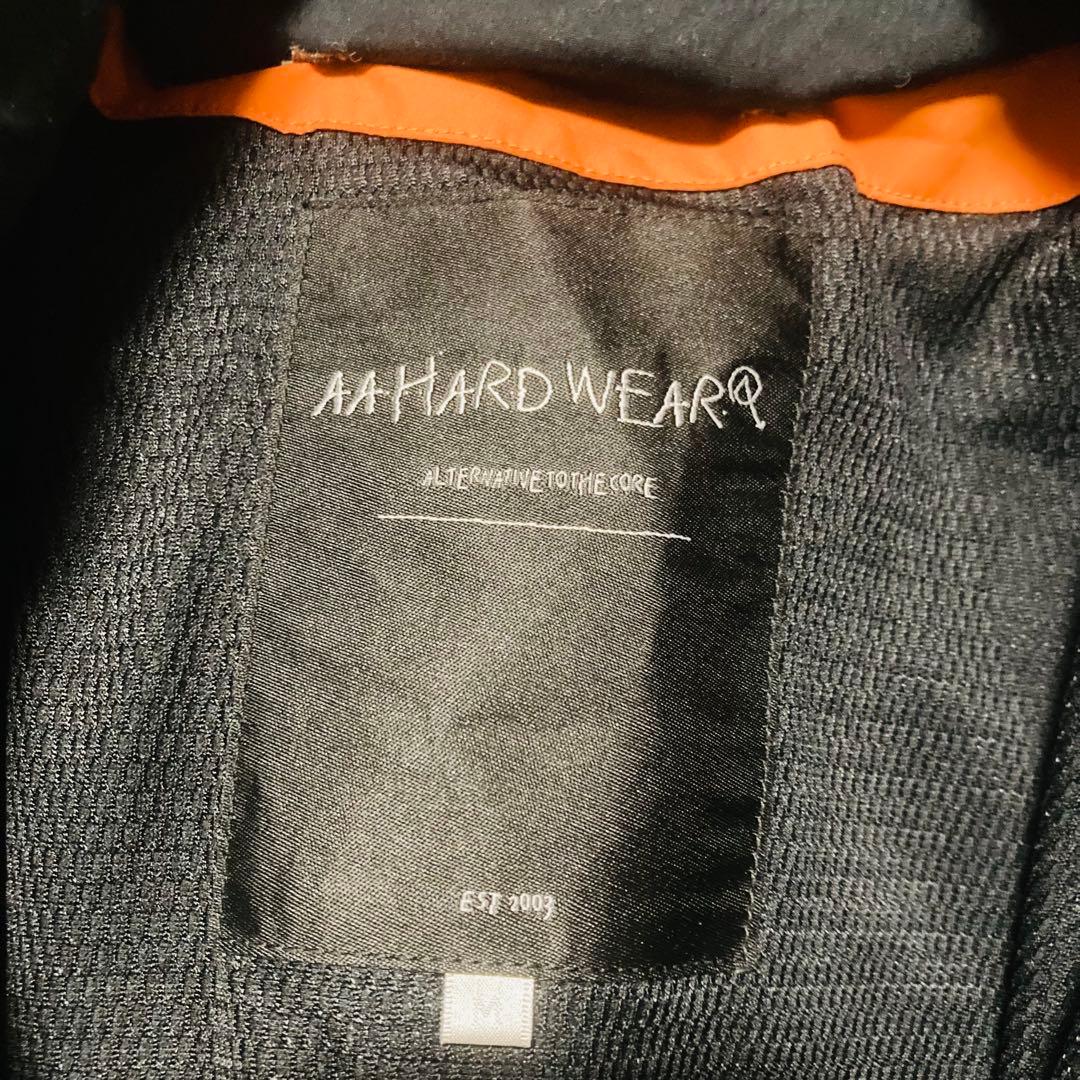 AA HARD WEAR.
ALTERNATIVE TO THE CORE
EST 2003
M